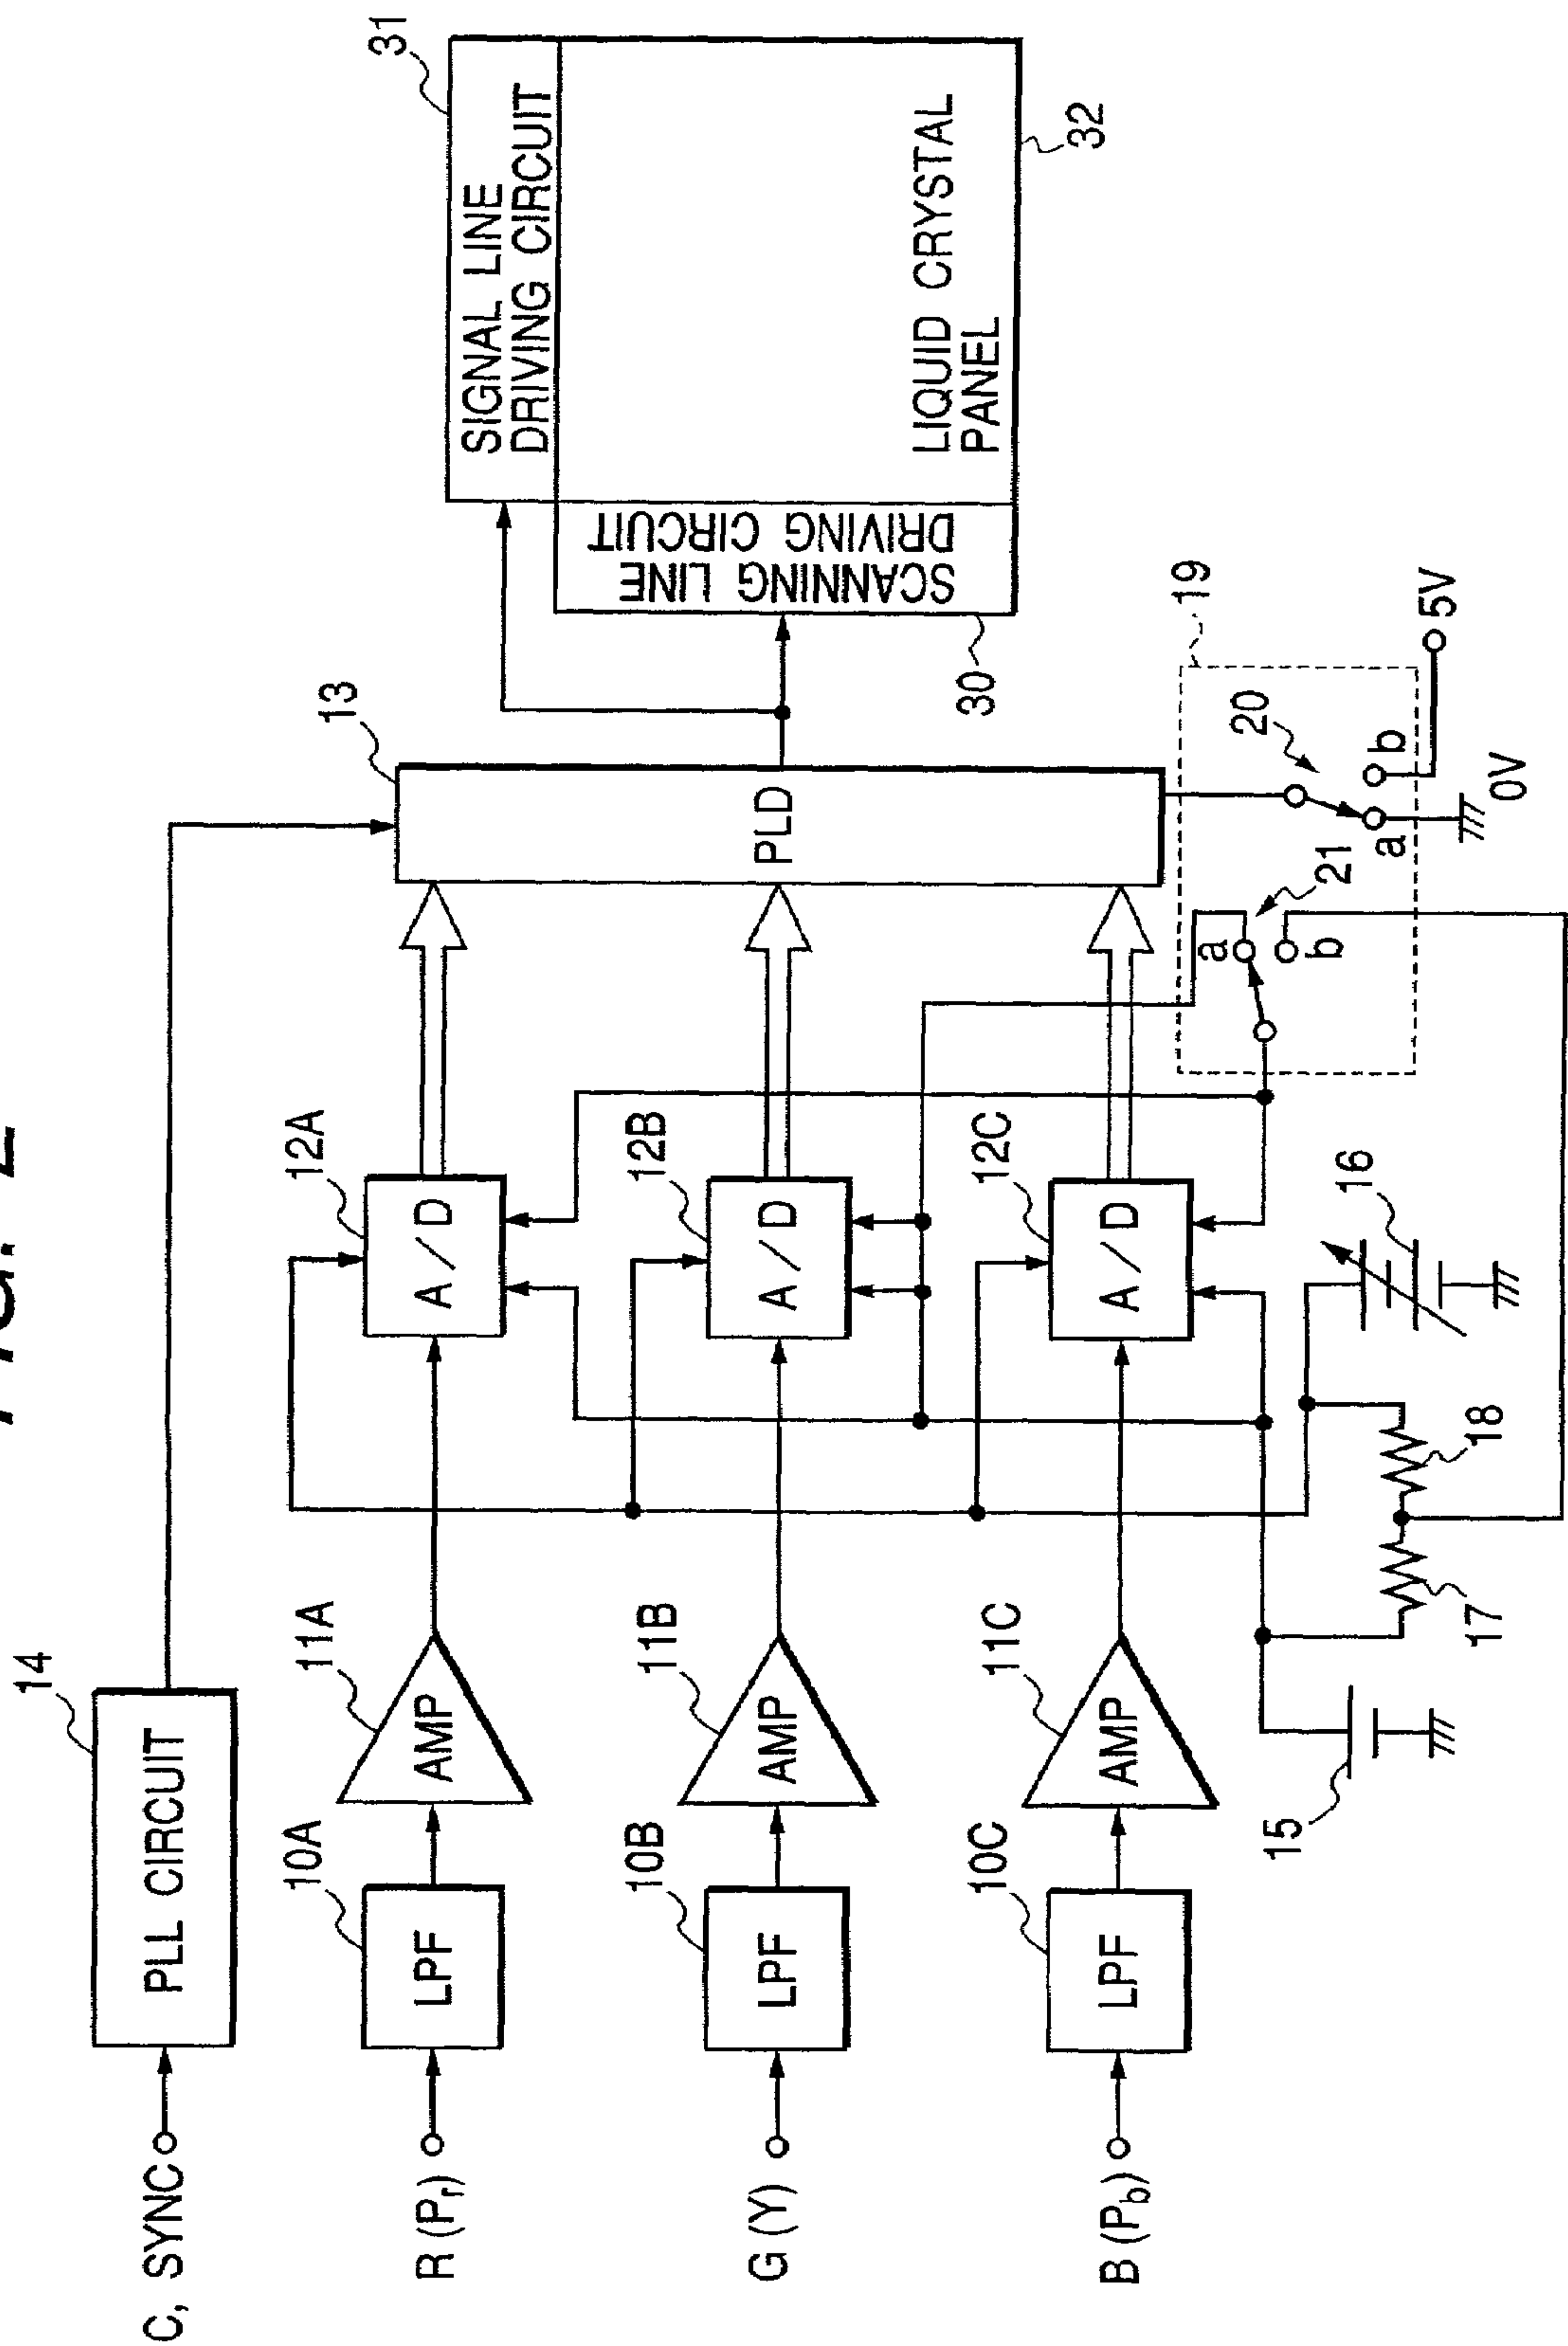 C, SYNC
14
PLL CIRCUIT
R (Pr)
10A
LPF
11A
AMP
12A
A/D
G (Y)
10B
LPF
11B
AMP
12B
A/D
B (Pb)
10C
LPF
11C
AMP
12C
A/D
13
PLD
31
SIGNAL LINE
DRIVING CIRCUIT
SCANNING LINE
DRIVING CIRCUIT
30
LIQUID CRYSTAL
PANEL
32
19
20
a
b
5V
0V
21
a
b
15
16
17
18